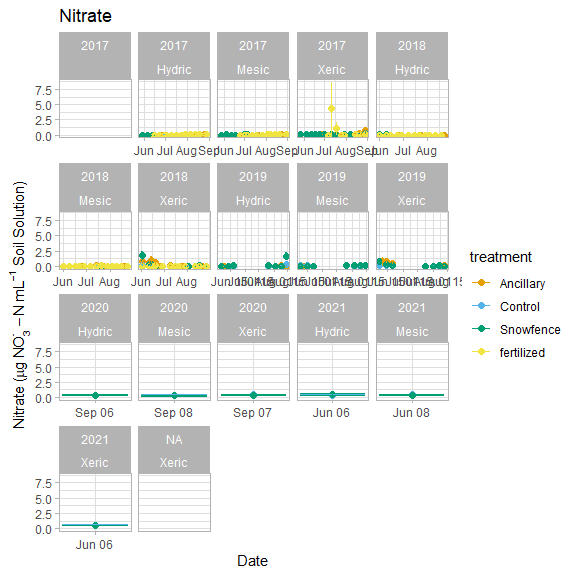 Nitrate
2017 2017 2017 2017 2018
Hydric Mesic Xeric Hydric
7.5
5.0
2.5
0.0
Jun Jul Aug Sep Jun Jul Aug Sep Jun Jul Aug Sep Jun Jul Aug
2018 2018 2019 2019 2019
Mesic Xeric Hydric Mesic Xeric
7.5
5.0
2.5
0.0
Jun Jul Aug Jun Jul Aug
2020 2020 2020 2021 2021
Hydric Mesic Xeric Hydric Mesic
7.5
5.0
2.5
0.0
Sep 06 Sep 08 Sep 07 Jun 06 Jun 08
2021 NA
Xeric Xeric
7.5
5.0
2.5
0.0
Jun 06
Date
Nitrate (μg NO₃⁻ − N mL⁻¹ Soil Solution)
treatment
Ancillary
Control
Snowfence
fertilized